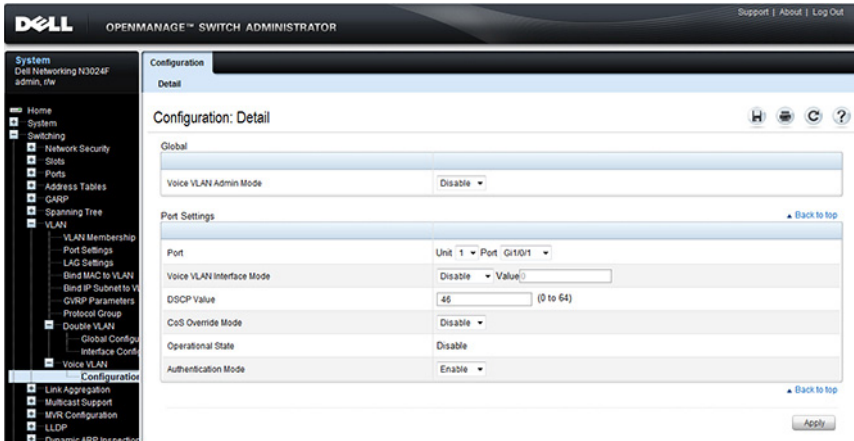 DELL
OPENMANAGE™ SWITCH ADMINISTRATOR
Support | About | Log Out
System
Dell Networking N3024F
admin, r/w
Home
System
Switching
Network Security
Slots
Ports
Address Tables
GARP
Spanning Tree
VLAN
VLAN Membership
Port Settings
LAG Settings
Bind MAC to VLAN
Bind IP Subnet to VL
GVRP Parameters
Protocol Group
Double VLAN
Global Configu
Interface Config
Voice VLAN
Configuration
Link Aggregation
Multicast Support
MVR Configuration
LLDP
Dynamic ARP Inspection
Configuration
Detail
Configuration: Detail
Global
Voice VLAN Admin Mode Disable
Port Settings ▲ Back to top
Port Unit 1 Port Gi1/0/1
Voice VLAN Interface Mode Disable Value 0
DSCP Value 46 (0 to 64)
CoS Override Mode Disable
Operational State Disable
Authentication Mode Enable
▲ Back to top
Apply